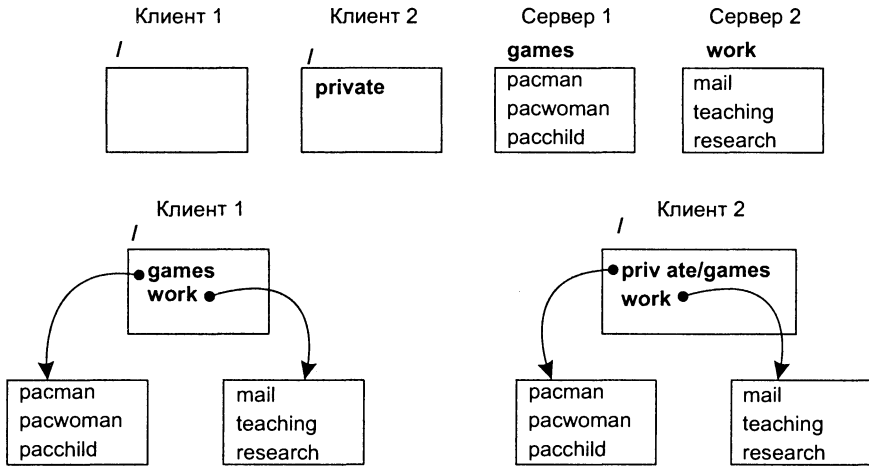 Клиент 1
Клиент 2
Сервер 1
Сервер 2
/
/
games
work
private
pacman
pacwoman
pacchild
mail
teaching
research
Клиент 1
/
games
work
pacman
pacwoman
pacchild
mail
teaching
research
Клиент 2
/
priv ate/games
work
pacman
pacwoman
pacchild
mail
teaching
research